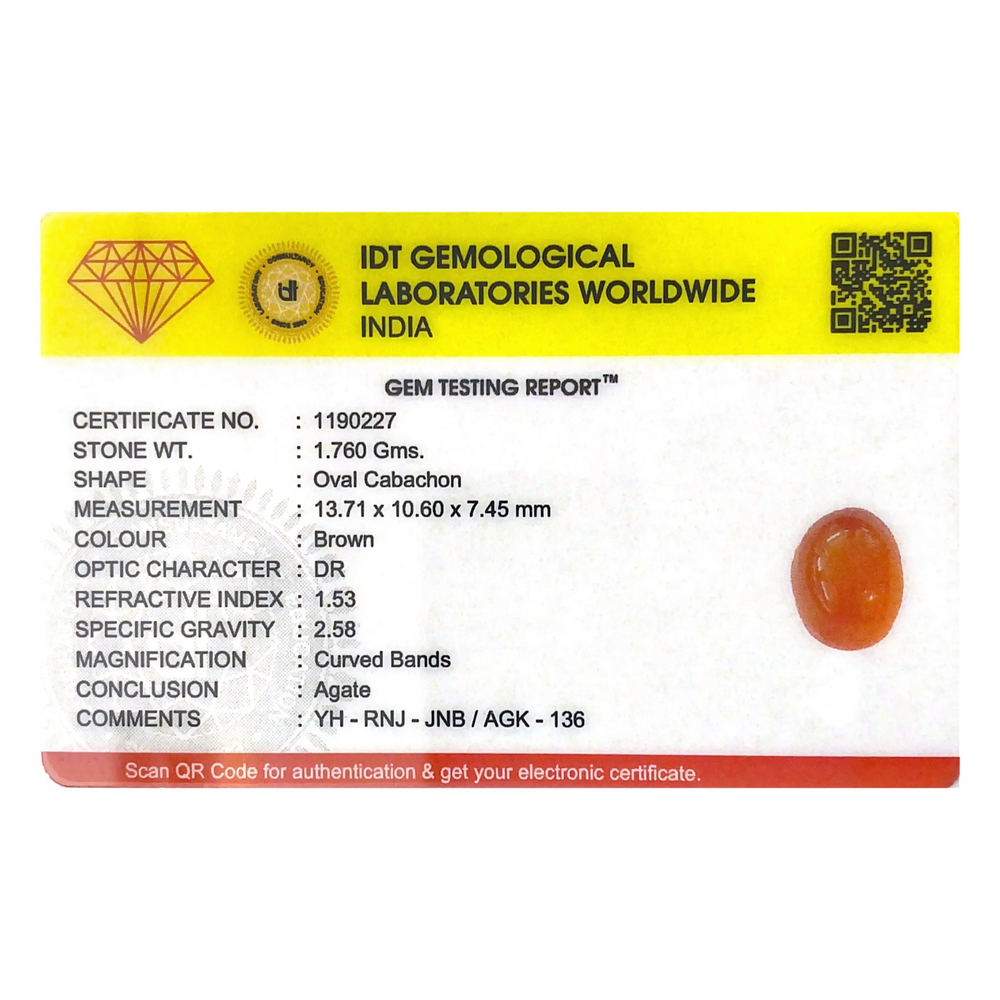 IDT GEMOLOGICAL
LABORATORIES WORLDWIDE
INDIA
GEM TESTING REPORT™
CERTIFICATE NO. : 1190227
STONE WT. : 1.760 Gms.
SHAPE : Oval Cabachon
MEASUREMENT : 13.71 x 10.60 x 7.45 mm
COLOUR : Brown
OPTIC CHARACTER : DR
REFRACTIVE INDEX : 1.53
SPECIFIC GRAVITY : 2.58
MAGNIFICATION : Curved Bands
CONCLUSION : Agate
COMMENTS : YH - RNJ - JNB / AGK - 136
Scan QR Code for authentication & get your electronic certificate.